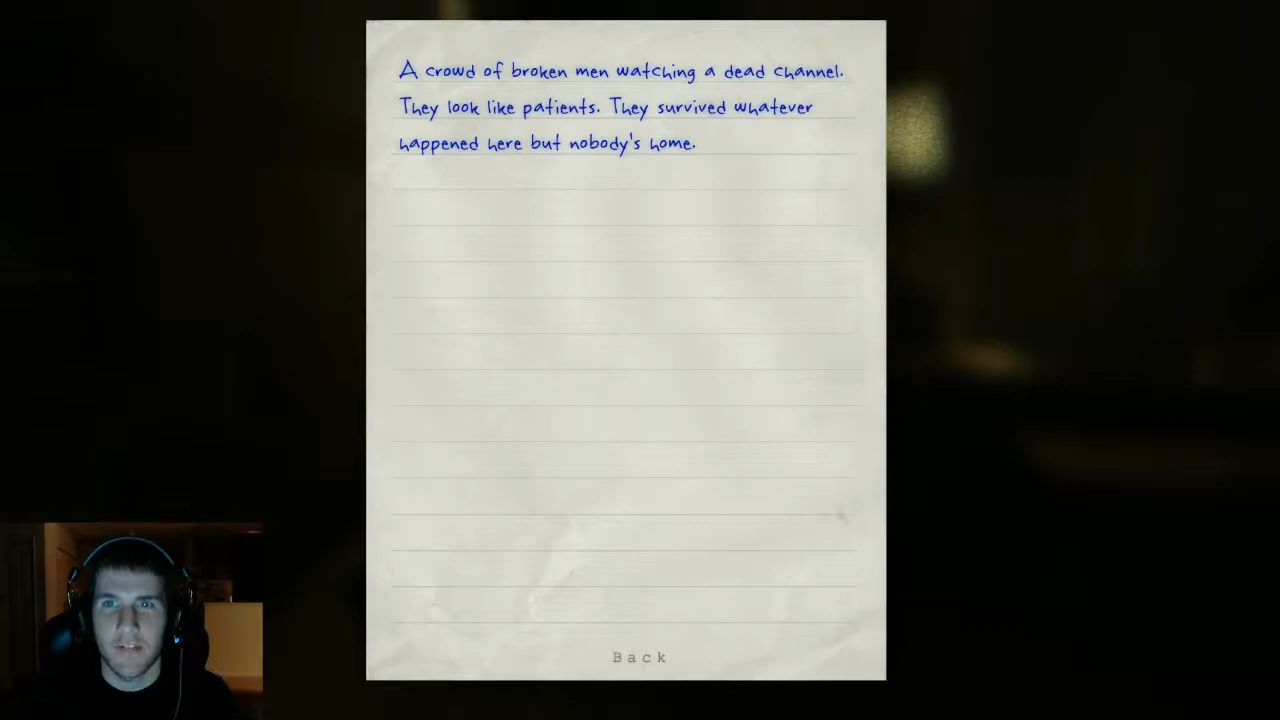 A crowd of broken men watching a dead channel.
They look like patients. They survived whatever
happened here but nobody's home.
Back